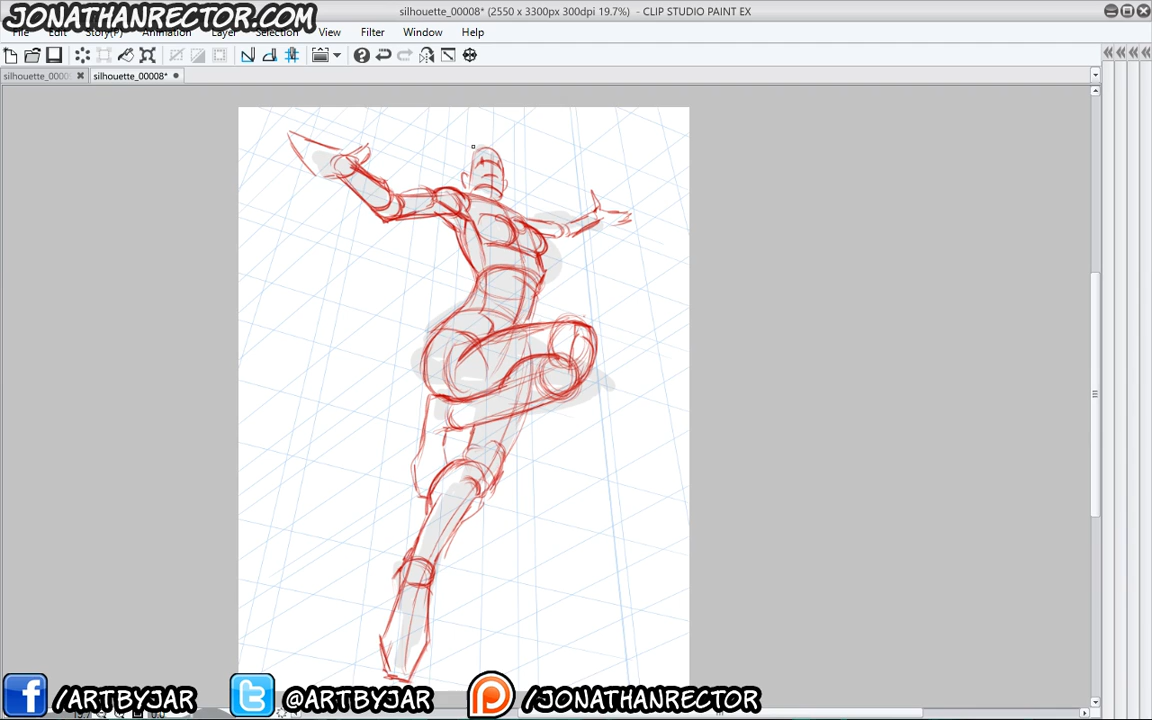 JONATHANRECTOR.COM
silhouette_00008* (2550 x 3300px 300dpi 19.7%) - CLIP STUDIO PAINT EX
File Edit Story(P) Animation Layer Selection View Filter Window Help
silhouette_0000 silhouette_00008*
/ARTBYJAR @ARTBYJAR /JONATHANRECTOR